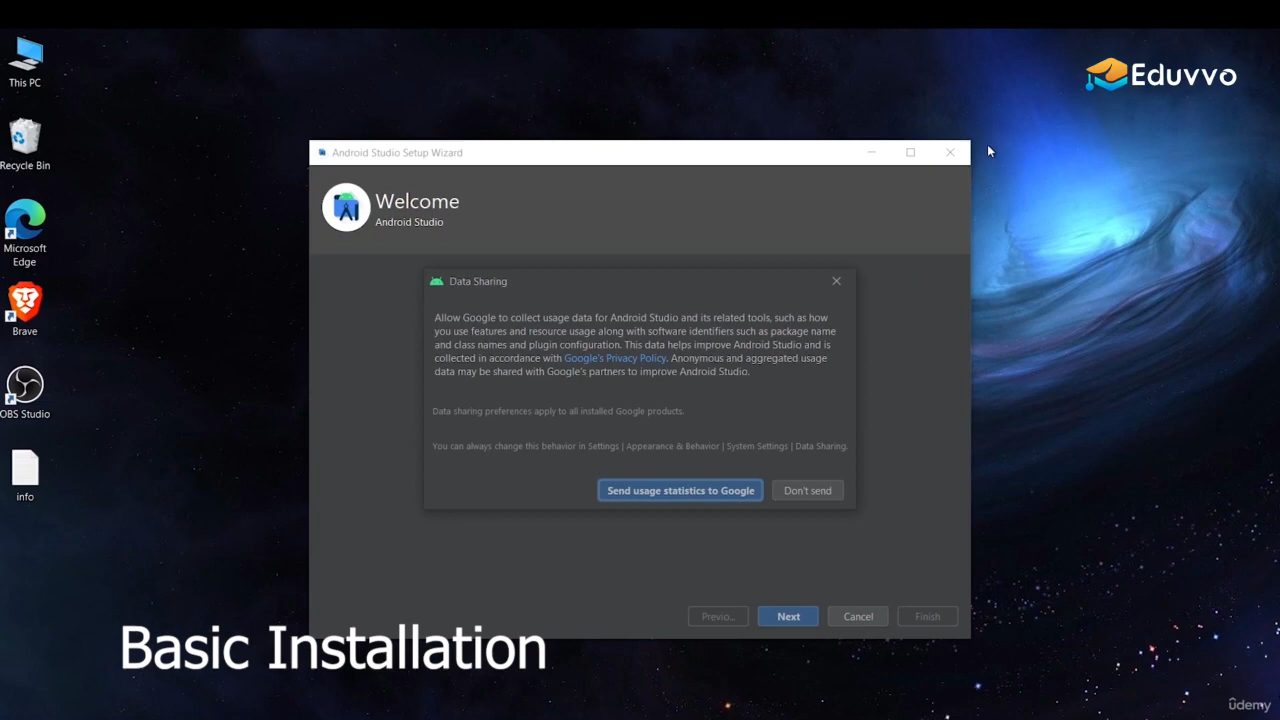 This PC
Recycle Bin
Microsoft
Edge
Brave
OBS Studio
info
Eduvvo
Android Studio Setup Wizard
Welcome
Android Studio
Data Sharing
Allow Google to collect usage data for Android Studio and its related tools, such as how
you use features and resource usage along with software identifiers such as package name
and class names and plugin configuration. This data helps improve Android Studio and is
collected in accordance with Google's Privacy Policy. Anonymous and aggregated usage
data may be shared with Google's partners to improve Android Studio.
Data sharing preferences apply to all installed Google products.
You can always change this behavior in Settings | Appearance & Behavior | System Settings | Data Sharing.
Send usage statistics to Google
Don't send
Previo...
Next
Cancel
Finish
Basic Installation
ûdemy